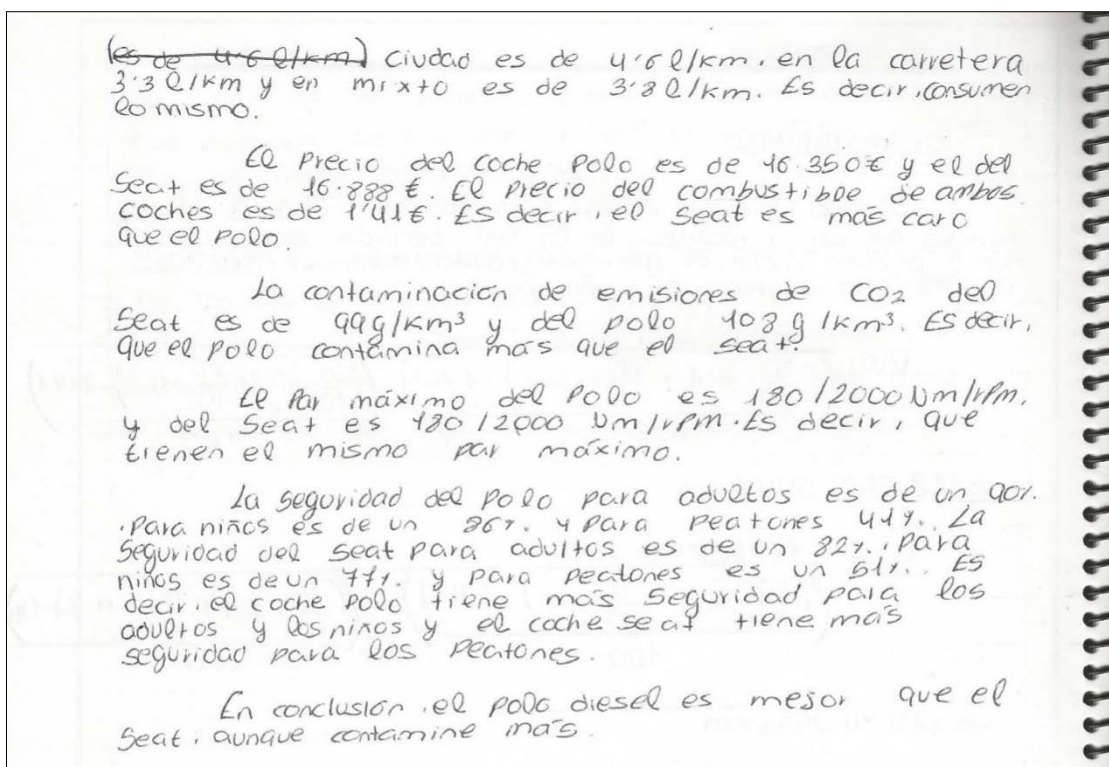 (es de 4'6 l/km) ciudad es de 4'6 l/km. en la carretera
3'3 l/km y en mixto es de 3'8 l/km. Es decir, consumen
lo mismo.
El Precio del coche Polo es de 16.350€ y el del
Seat es de 16.888 €. El precio del combustible de ambos
coches es de 1'41€. ES decir, el Seat es más caro
que el Polo.
La contaminación de emisiones de CO2 del
Seat es de 99g/Km³ y del Polo 108 g/Km³. ES decir,
que el Polo contamina más que el seat.
El Par máximo del Polo es 180/2000 Nm/rPm.
y del Seat es 180/2000 Nm/rPm. Es decir, que
tienen el mismo par máximo.
La seguridad del Polo para adultos es de un 90%.
Para niños es de un 86%. y Para Peatones 41%. La
Seguridad del Seat para adultos es de un 82%. Para
niños es de un 77%. y para peatones es un 51%. ES
decir, el coche Polo tiene más seguridad para los
adultos y los niños y el coche seat tiene más
seguridad para los Peatones.
En conclusión, el polo diesel es mejor que el
Seat, aunque contamine más.